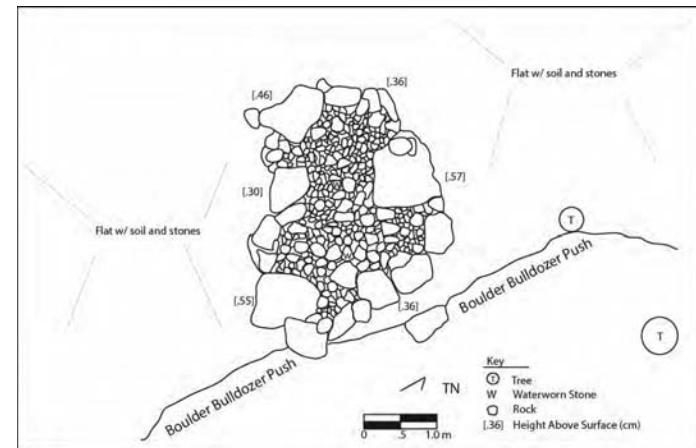 [.36]
Flat w/ soil and stones
[.46]
[.30]
[.57]
Flat w/ soil and stones
T
W
[.55]
[.36]
Boulder Bulldozer Push
Boulder Bulldozer Push
T
TN
0 .5 1.0 m
Key
T Tree
W Waterworn Stone
Rock
[.36] Height Above Surface (cm)